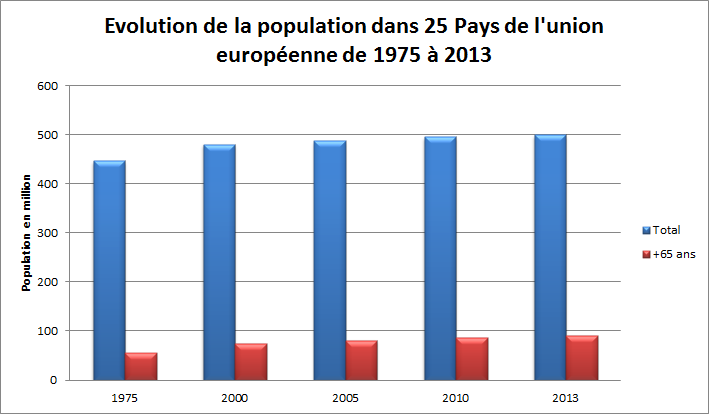 Evolution de la population dans 25 Pays de l'union
européenne de 1975 à 2013
600
500
400
300
200
100
0
Population en million
1975
2000
2005
2010
2013
Total
+65 ans